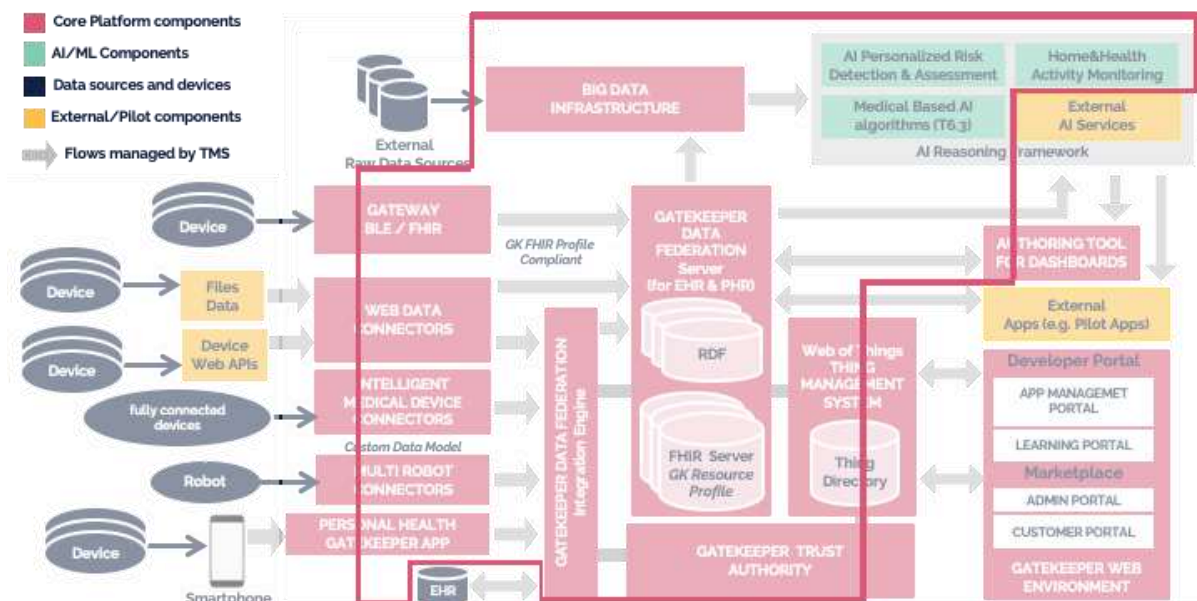 Core Platform components
AI/ML Components
Data sources and devices
External/Pilot components
Flows managed by TMS
External
Raw Data Sources
BIG DATA
INFRASTRUCTURE
AI Personalized Risk
Detection & Assessment
Home&Health
Activity Monitoring
Medical Based AI
algorithms (T6.3)
External
AI Services
AI Reasoning Framework
Device
GATEWAY
BLE / FHIR
GK FHIR Profile
Compliant
GATEKEEPER
DATA
FEDERATION
Server
(for EHR & PHR)
RDF
FHIR Server
GK Resource
Profile
AUTHORING TOOL
FOR DASHBOARDS
Device
Files
Data
WEB DATA
CONNECTORS
External
Apps (e.g. Pilot Apps)
Device
Device
Web APIs
fully connected
devices
INTELLIGENT
MEDICAL DEVICE
CONNECTORS
Custom Data Model
GATEKEEPER DATA FEDERATION
Integration Engine
Web of Things
THING
MANAGEMENT
SYSTEM
Thing
Directory
Developer Portal
APP MANAGEMET
PORTAL
LEARNING PORTAL
Marketplace
ADMIN PORTAL
CUSTOMER PORTAL
GATEKEEPER WEB
ENVIRONMENT
Robot
MULTI ROBOT
CONNECTORS
Device
Smartphone
PERSONAL HEALTH
GATEKEEPER APP
EHR
GATEKEEPER TRUST
AUTHORITY